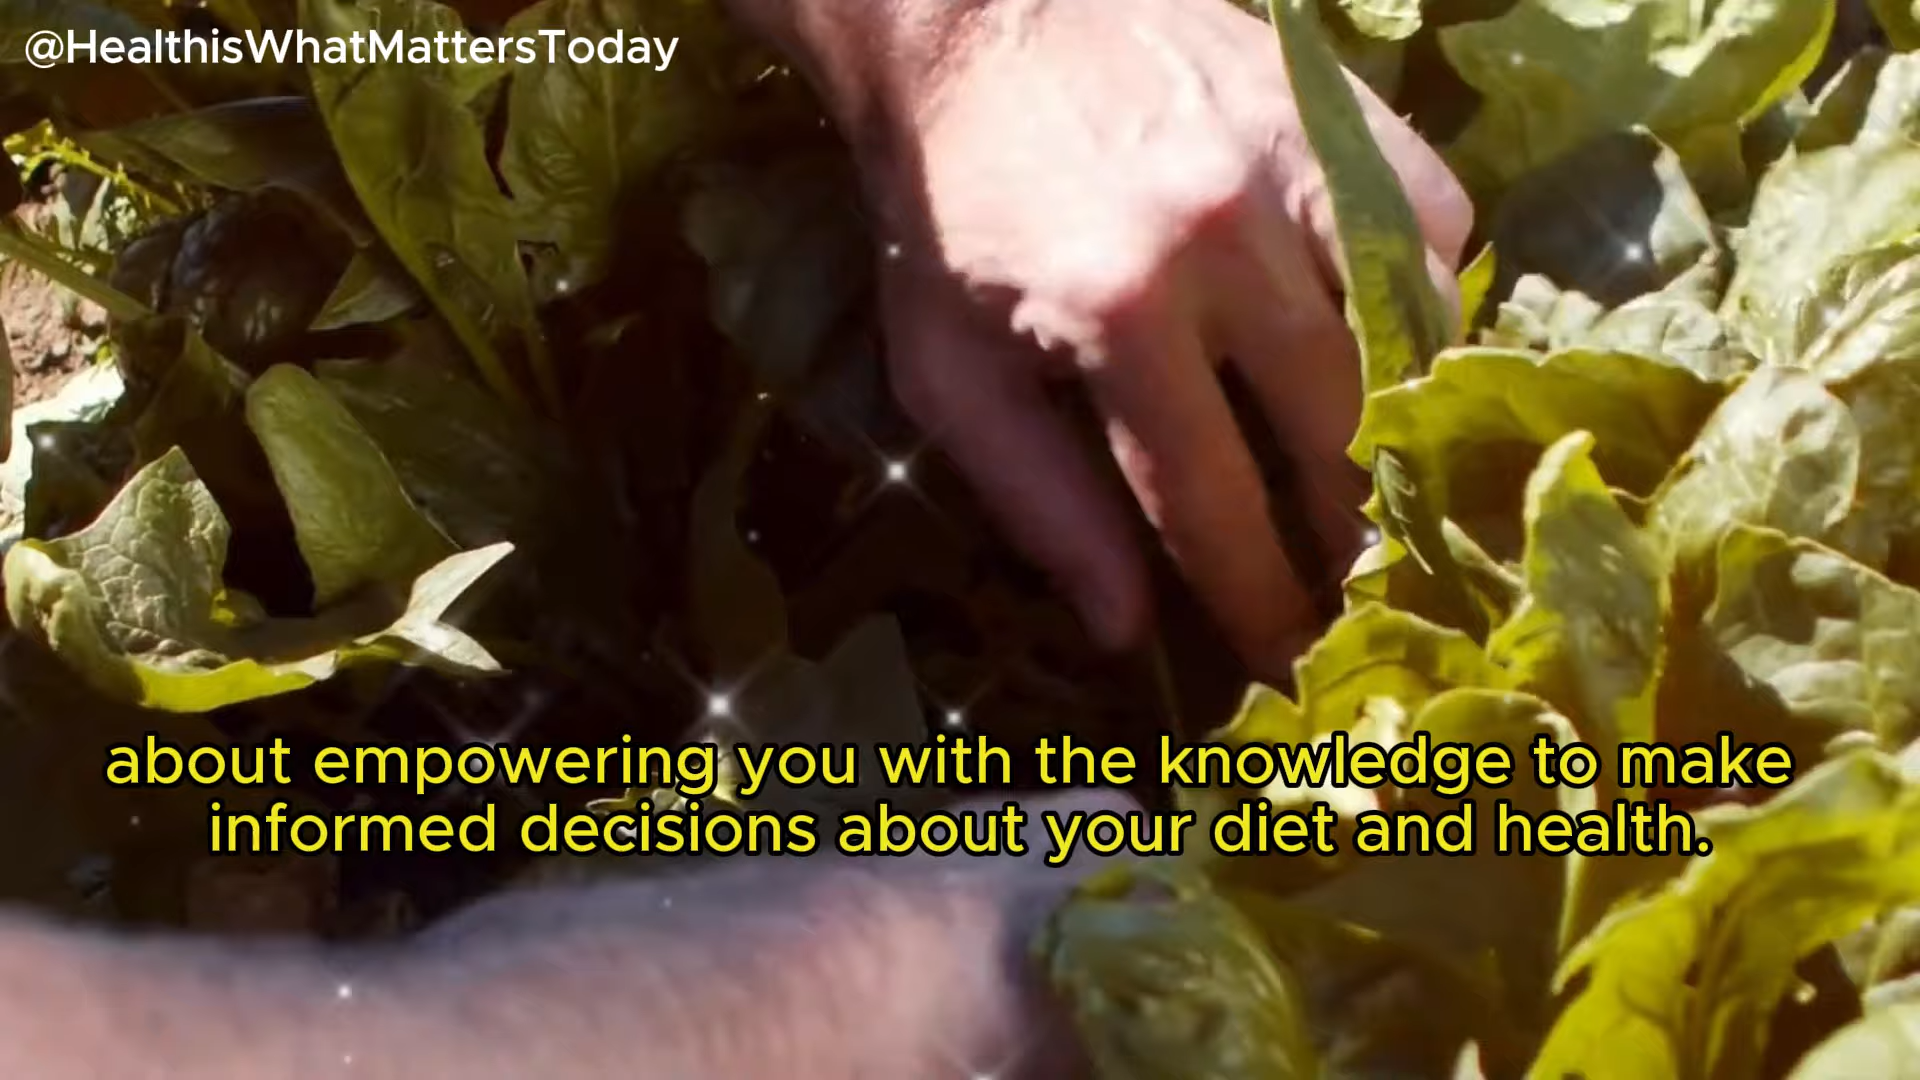 @HealthisWhatMattersToday
about empowering you with the knowledge to make
informed decisions about your diet and health.